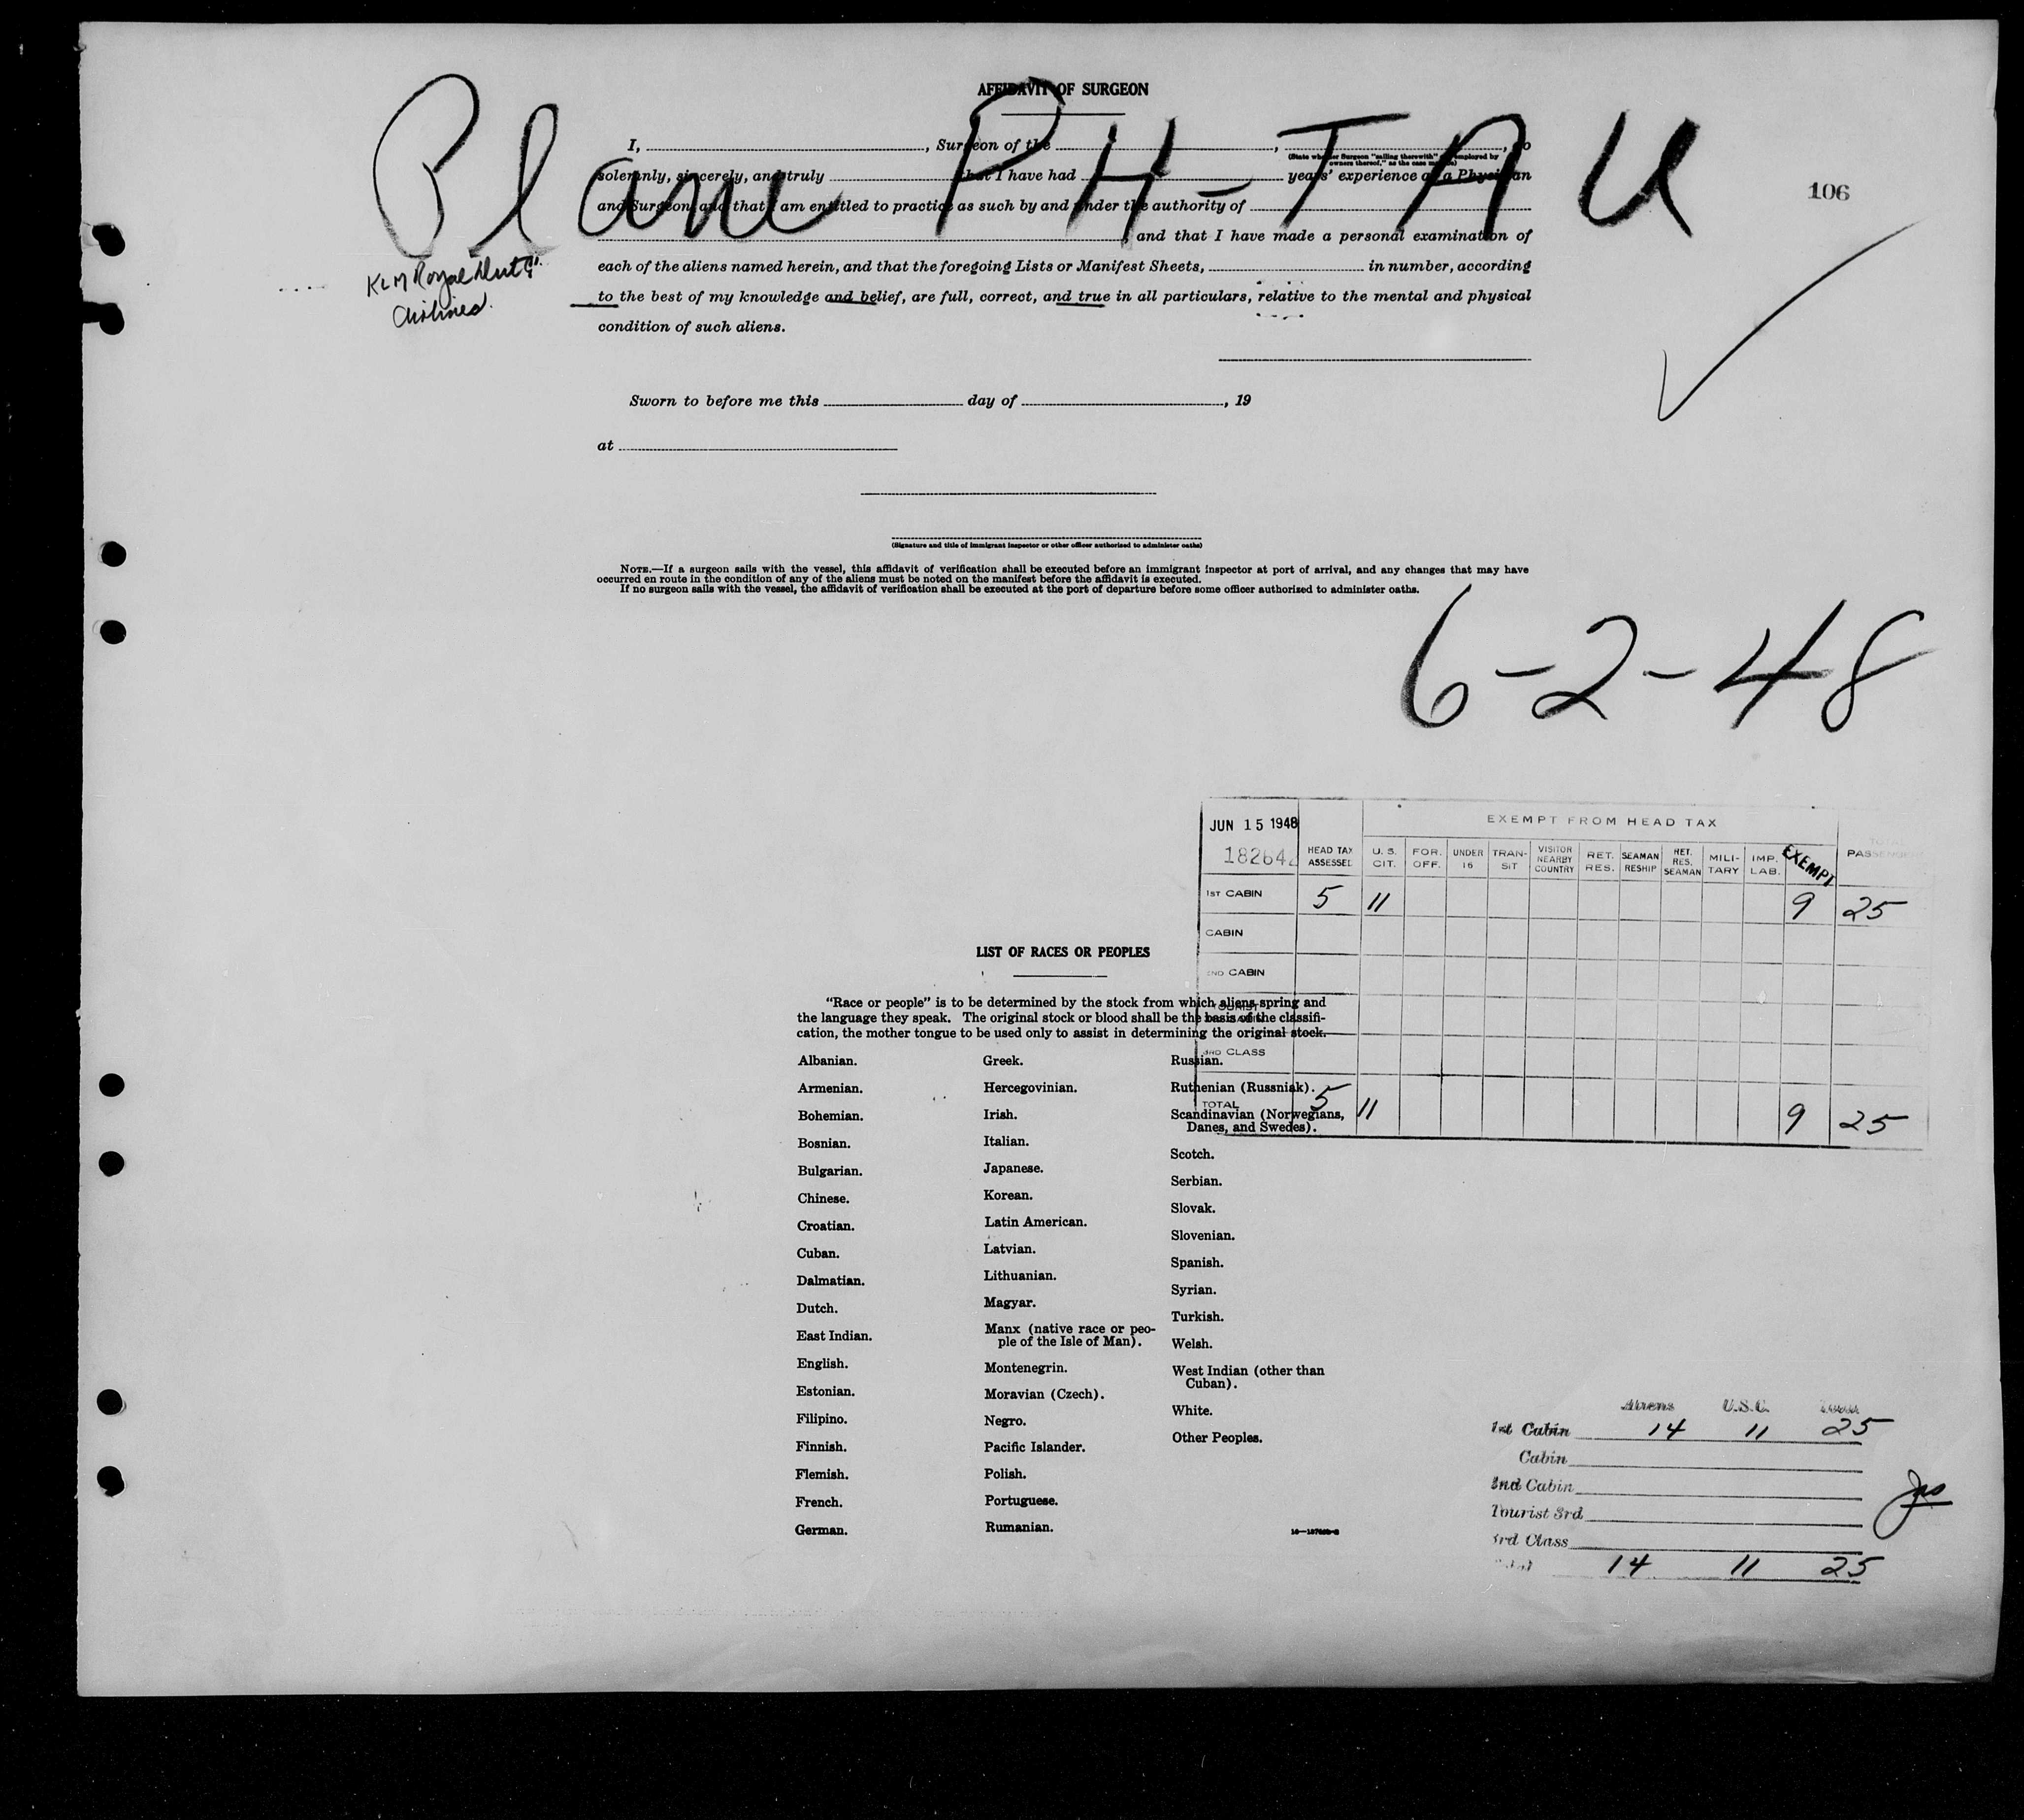 AFFIDAVIT OF SURGEON
Plane PH-TAU
106
I, , Surgeon of the , , do
(State whether Surgeon "sailing therewith" or "employed by
owners thereof," as the case may be)
solemnly, sincerely, and truly that I have had years' experience as a Physician
and Surgeon, and that I am entitled to practice as such by and under the authority of
, and that I have made a personal examination of
each of the aliens named herein, and that the foregoing Lists or Manifest Sheets, in number, according
to the best of my knowledge and belief, are full, correct, and true in all particulars, relative to the mental and physical
condition of such aliens.
KLM Royal Dutch
Airlines.
Sworn to before me this day of , 19
at
(Signature and title of immigrant inspector or other officer authorized to administer oaths)
NOTE.—If a surgeon sails with the vessel, this affidavit of verification shall be executed before an immigrant inspector at port of arrival, and any changes that may have
occurred en route in the condition of any of the aliens must be noted on the manifest before the affidavit is executed.
If no surgeon sails with the vessel, the affidavit of verification shall be executed at the port of departure before some officer authorized to administer oaths.
6-2-48
JUN 15 1948
EXEMPT FROM HEAD TAX
HEAD TAX ASSESSED U. S. CIT. FOR. OFF. UNDER 16 TRAN-SIT VISITOR NEARBY COUNTRY RET. RES. SEAMAN RESHIP RET. RES. SEAMAN MILI-TARY IMP. LAB. EXEMPT TOTAL PASSENGERS
1ST CABIN 5 11 9 25
CABIN
2ND CABIN
TOURIST
3RD CLASS
TOTAL 5 11 9 25
LIST OF RACES OR PEOPLES
"Race or people" is to be determined by the stock from which aliens spring and
the language they speak. The original stock or blood shall be the basis of the classifi-
cation, the mother tongue to be used only to assist in determining the original stock.
Albanian.
Armenian.
Bohemian.
Bosnian.
Bulgarian.
Chinese.
Croatian.
Cuban.
Dalmatian.
Dutch.
East Indian.
English.
Estonian.
Filipino.
Finnish.
Flemish.
French.
German.
Greek.
Hercegovinian.
Irish.
Italian.
Japanese.
Korean.
Latin American.
Latvian.
Lithuanian.
Magyar.
Manx (native race or peo-
ple of the Isle of Man).
Montenegrin.
Moravian (Czech).
Negro.
Pacific Islander.
Polish.
Portuguese.
Rumanian.
Russian.
Ruthenian (Russniak).
Scandinavian (Norwegians,
Danes, and Swedes).
Scotch.
Serbian.
Slovak.
Slovenian.
Spanish.
Syrian.
Turkish.
Welsh.
West Indian (other than
Cuban).
White.
Other Peoples.
Aliens U.S.C. Total
1st Cabin 14 11 25
Cabin
2nd Cabin
Tourist 3rd
3rd Class
Total 14 11 25